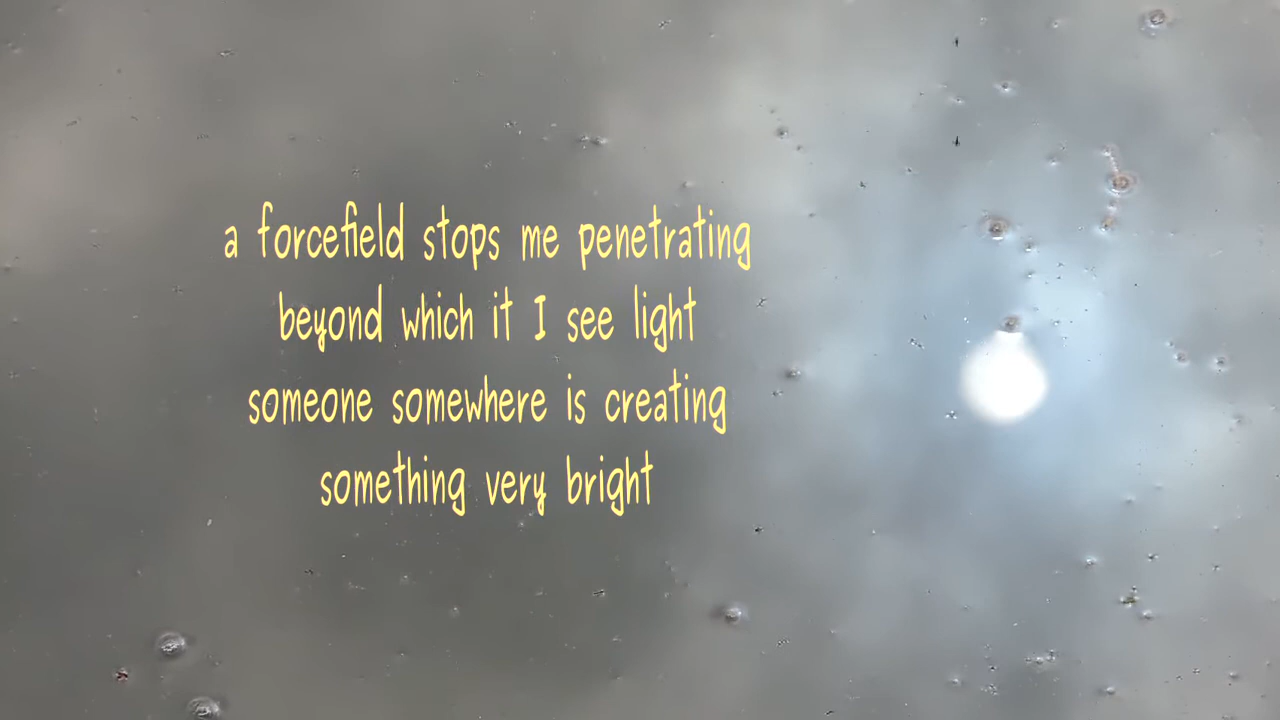 a forcefield stops me penetrating
beyond which it I see light
someone somewhere is creating
something very bright